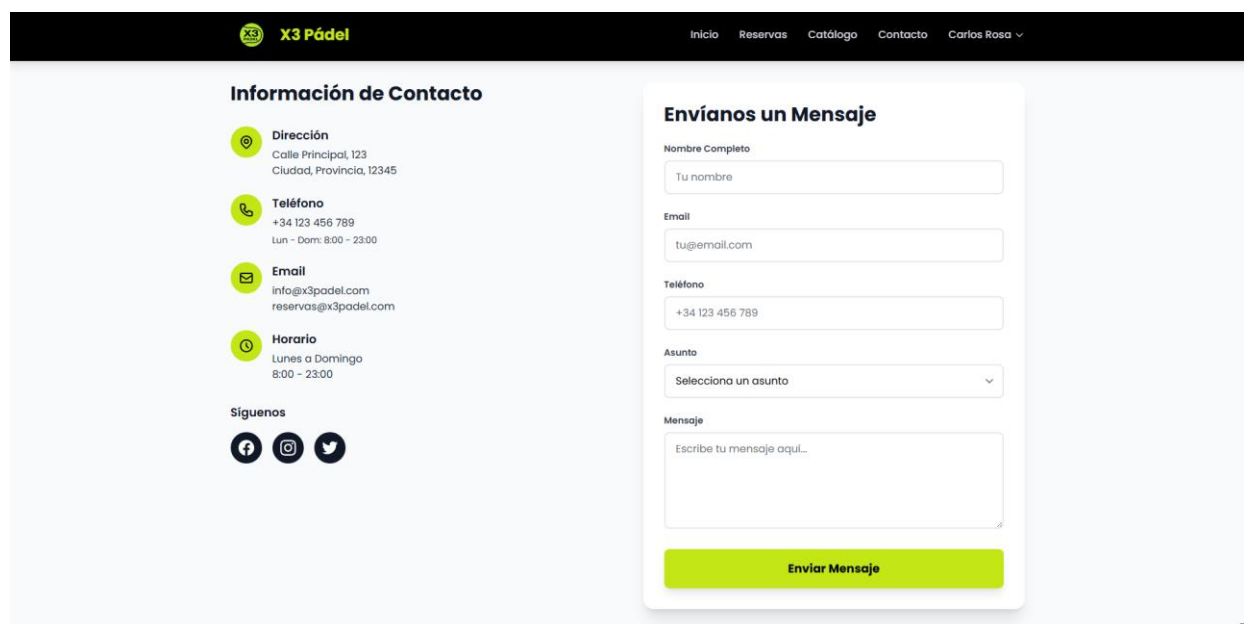 X3
PADEL
X3 Pádel
Inicio
Reservas
Catálogo
Contacto
Carlos Rosa
Información de Contacto
Dirección
Calle Principal, 123
Ciudad, Provincia, 12345
Teléfono
+34 123 456 789
Lun - Dom: 8:00 - 23:00
Email
info@x3padel.com
reservas@x3padel.com
Horario
Lunes a Domingo
8:00 - 23:00
Síguenos
Envíanos un Mensaje
Nombre Completo
Tu nombre
Email
tu@email.com
Teléfono
+34 123 456 789
Asunto
Selecciona un asunto
Mensaje
Escribe tu mensaje aquí...
Enviar Mensaje